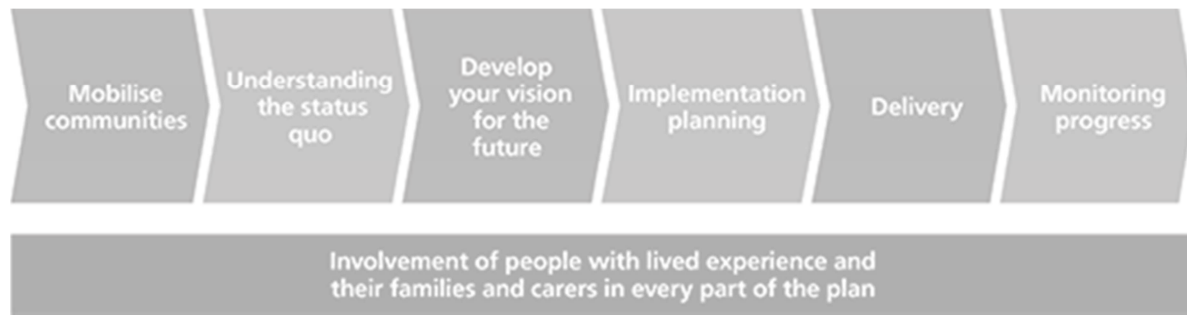 Mobilise
communities
Understanding
the status
quo
Develop
your vision
for the
future
Implementation
planning
Delivery
Monitoring
progress
Involvement of people with lived experience and
their families and carers in every part of the plan